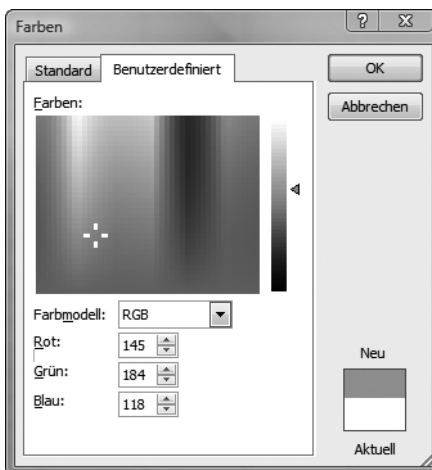 Farben
Standard
Benutzerdefiniert
OK
Abbrechen
Farben:
Farbmodell: RGB
Rot: 145
Grün: 184
Blau: 118
Neu
Aktuell